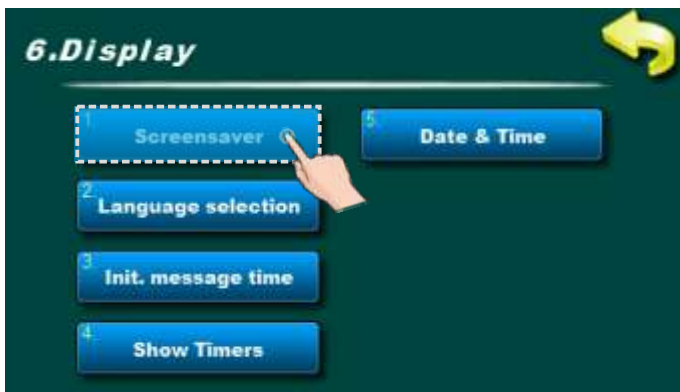 6.Display
1 Screensaver
5 Date & Time
2 Language selection
3 Init. message time
4 Show Timers